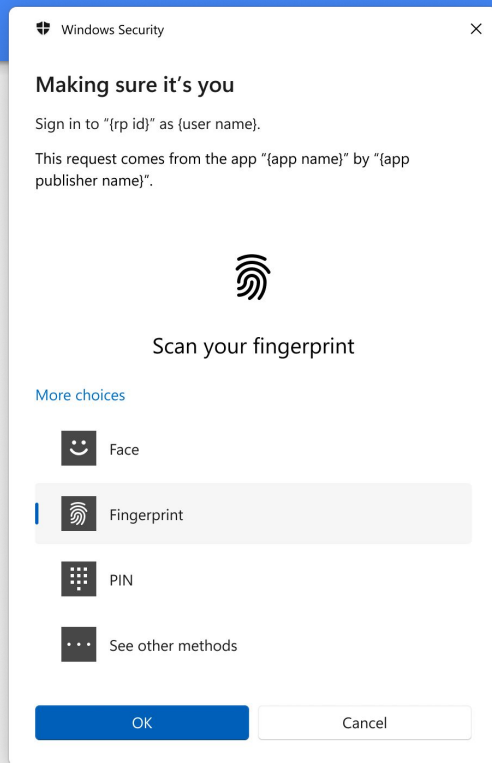 Windows Security
Making sure it's you
Sign in to “{rp id}” as {user name}.
This request comes from the app “{app name}” by “{app
publisher name}”.
Scan your fingerprint
More choices
Face
Fingerprint
PIN
See other methods
OK
Cancel